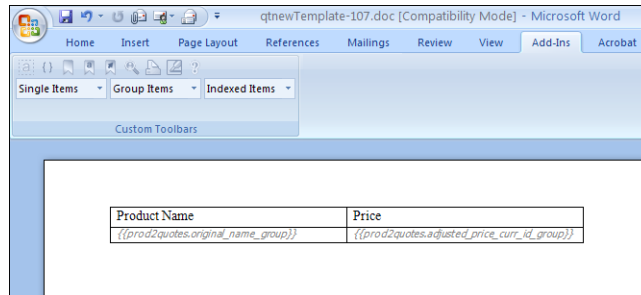 qtnewTemplate-107.doc [Compatibility Mode] - Microsoft Word
Home Insert Page Layout References Mailings Review View Add-Ins Acrobat
Single Items Group Items Indexed Items
Custom Toolbars
Product Name Price
{{prod2quotes.original_name_group}} {{prod2quotes.adjusted_price_curr_id_group}}